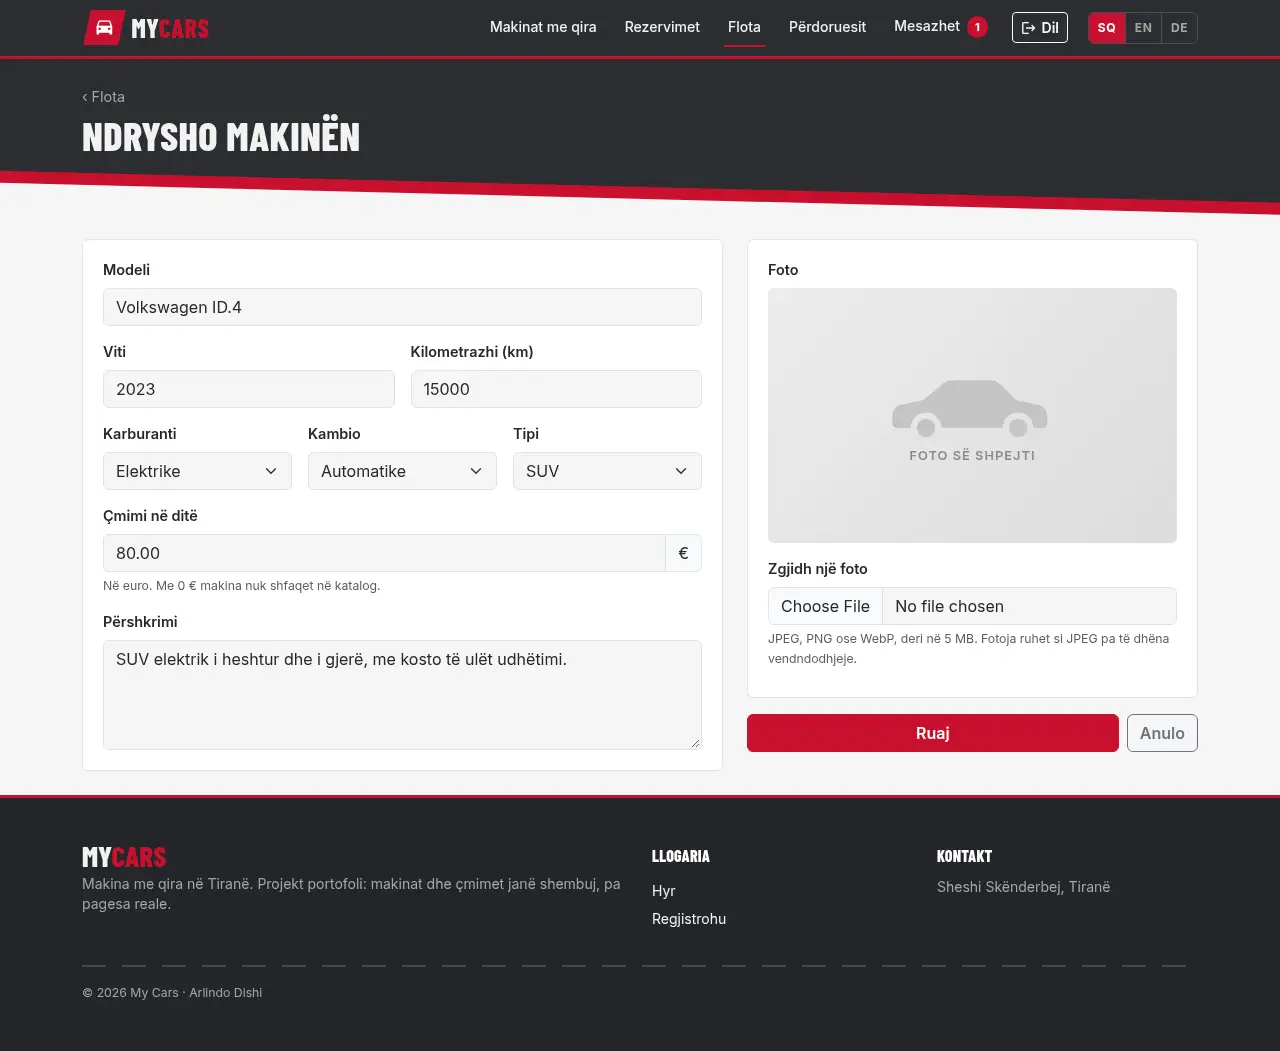 MYCARS
Makinat me qira
Rezervimet
Flota
Përdoruesit
Mesazhet 1
Dil
SQ EN DE
‹ Flota
NDRYSHO MAKINËN
Modeli
Volkswagen ID.4
Viti
Kilometrazhi (km)
2023
15000
Karburanti
Kambio
Tipi
Elektrike
Automatike
SUV
Çmimi në ditë
80.00 €
Në euro. Me 0 € makina nuk shfaqet në katalog.
Përshkrimi
SUV elektrik i heshtur dhe i gjerë, me kosto të ulët udhëtimi.
Foto
FOTO SË SHPEJTI
Zgjidh një foto
Choose File No file chosen
JPEG, PNG ose WebP, deri në 5 MB. Fotoja ruhet si JPEG pa të dhëna
vendndodhjeje.
Ruaj
Anulo
MYCARS
Makina me qira në Tiranë. Projekt portofoli: makinat dhe çmimet janë shembuj, pa
pagesa reale.
LLOGARIA
Hyr
Regjistrohu
KONTAKT
Sheshi Skënderbej, Tiranë
© 2026 My Cars · Arlindo Dishi